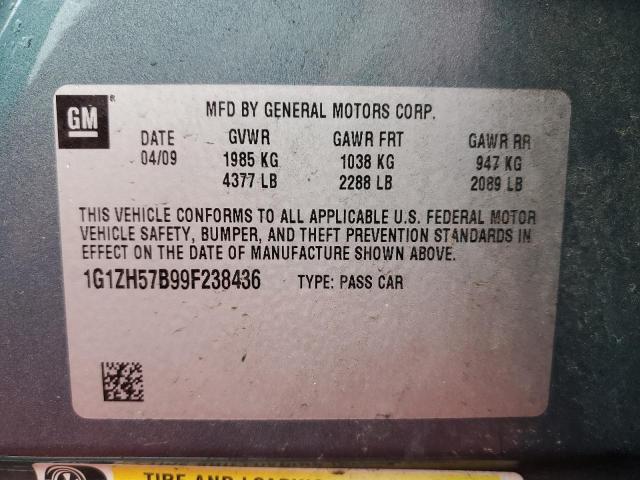 GM
MFD BY GENERAL MOTORS CORP.
DATE GVWR GAWR FRT GAWR RR
04/09 1985 KG 1038 KG 947 KG
4377 LB 2288 LB 2089 LB
THIS VEHICLE CONFORMS TO ALL APPLICABLE U.S. FEDERAL MOTOR
VEHICLE SAFETY, BUMPER, AND THEFT PREVENTION STANDARDS IN
EFFECT ON THE DATE OF MANUFACTURE SHOWN ABOVE.
1G1ZH57B99F238436 TYPE: PASS CAR
TIRE AND LOADING